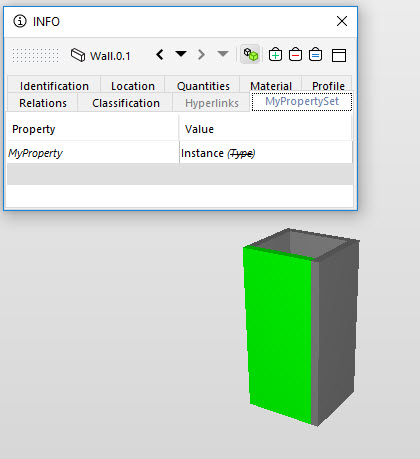 INFO
Wall.0.1
Identification Location Quantities Material Profile
Relations Classification Hyperlinks MyPropertySet
Property Value
MyProperty Instance (Type)